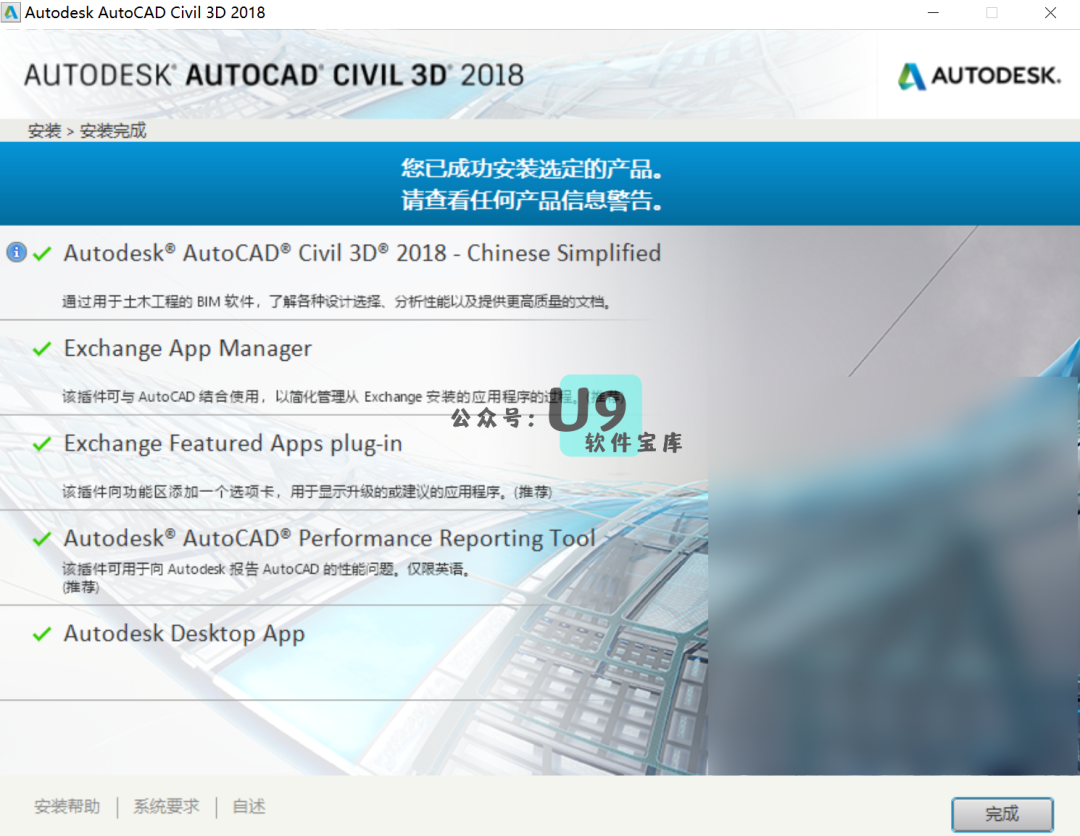 Autodesk AutoCAD Civil 3D 2018
AUTODESK® AUTOCAD® CIVIL 3D® 2018
AUTODESK.
安装 > 安装完成
您已成功安装选定的产品。
请查看任何产品信息警告。
Autodesk® AutoCAD® Civil 3D® 2018 - Chinese Simplified
通过用于土木工程的 BIM 软件，了解各种设计选择、分析性能以及提供更高质量的文档。
Exchange App Manager
该插件可与 AutoCAD 结合使用，以简化管理从 Exchange 安装的应用程序的过程。(推荐)
公众号：U9
软件宝库
Exchange Featured Apps plug-in
该插件向功能区添加一个选项卡，用于显示升级的或建议的应用程序。(推荐)
Autodesk® AutoCAD® Performance Reporting Tool
该插件可用于向 Autodesk 报告 AutoCAD 的性能问题。仅限英语。
(推荐)
Autodesk Desktop App
安装帮助 | 系统要求 | 自述
完成